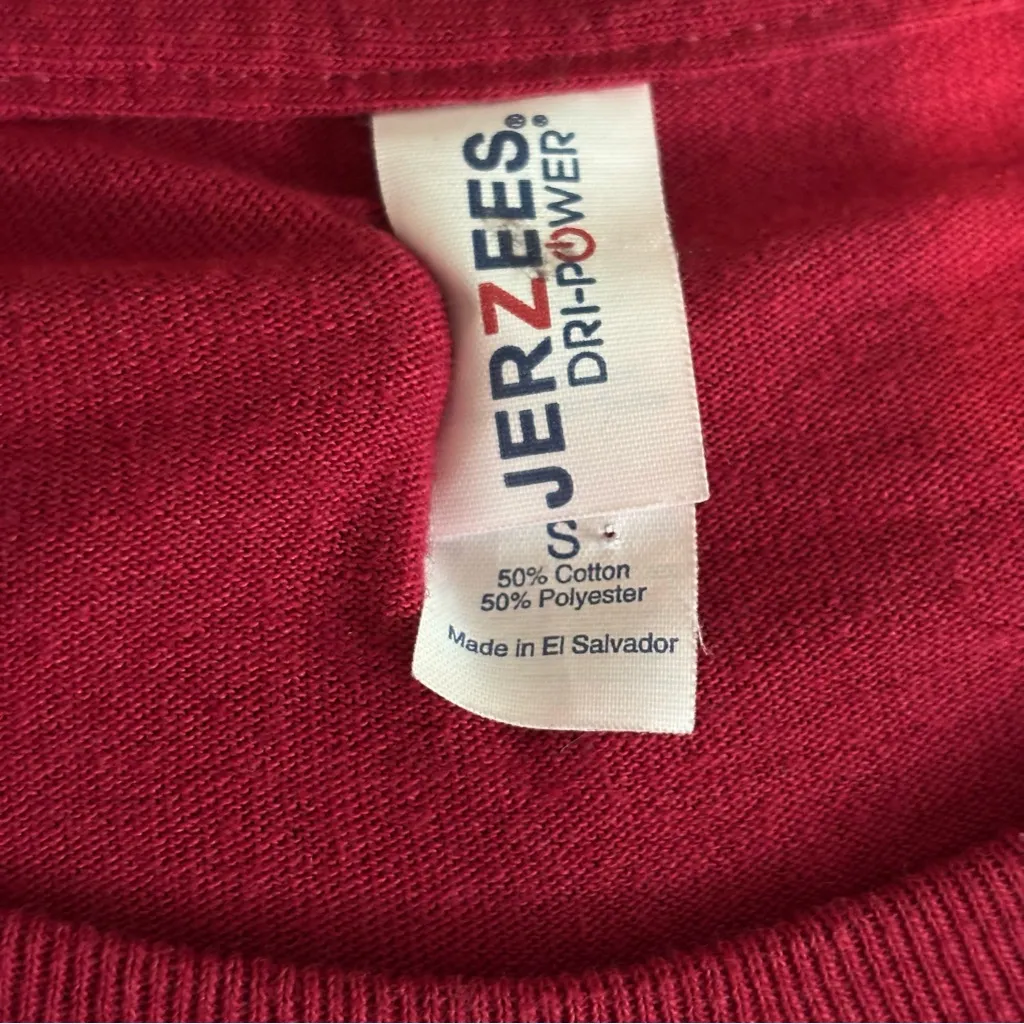 JERZEES®
DRI-POWER®
S
50% Cotton
50% Polyester
Made in El Salvador